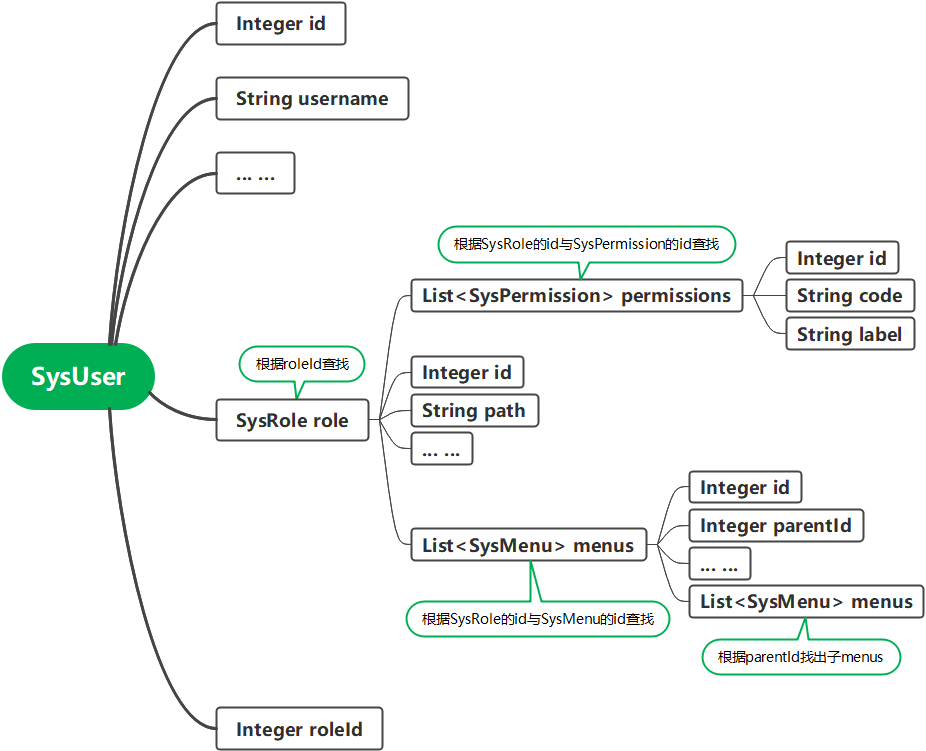 Integer id
String username
... ...
根据SysRole的id与SysPermission的id查找
Integer id
List<SysPermission> permissions
String code
String label
根据roleId查找
Integer id
SysUser
String path
SysRole role
... ...
Integer id
Integer parentId
List<SysMenu> menus
... ...
List<SysMenu> menus
根据SysRole的id与SysMenu的id查找
根据parentId找出子menus
Integer roleId